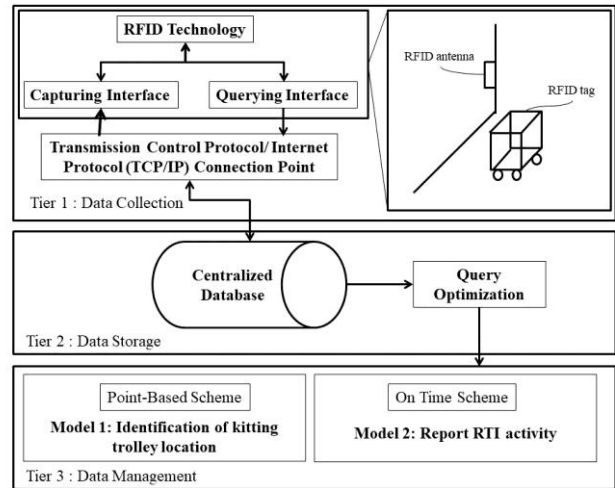 RFID Technology
Capturing Interface
Querying Interface
Transmission Control Protocol/ Internet
Protocol (TCP/IP) Connection Point
Tier 1 : Data Collection
RFID antenna
RFID tag
Centralized
Database
Query
Optimization
Tier 2 : Data Storage
Point-Based Scheme
Model 1: Identification of kitting
trolley location
On Time Scheme
Model 2: Report RTI activity
Tier 3 : Data Management